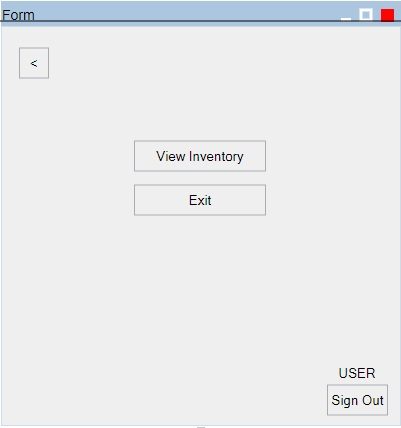 Form
<
View Inventory
Exit
USER
Sign Out